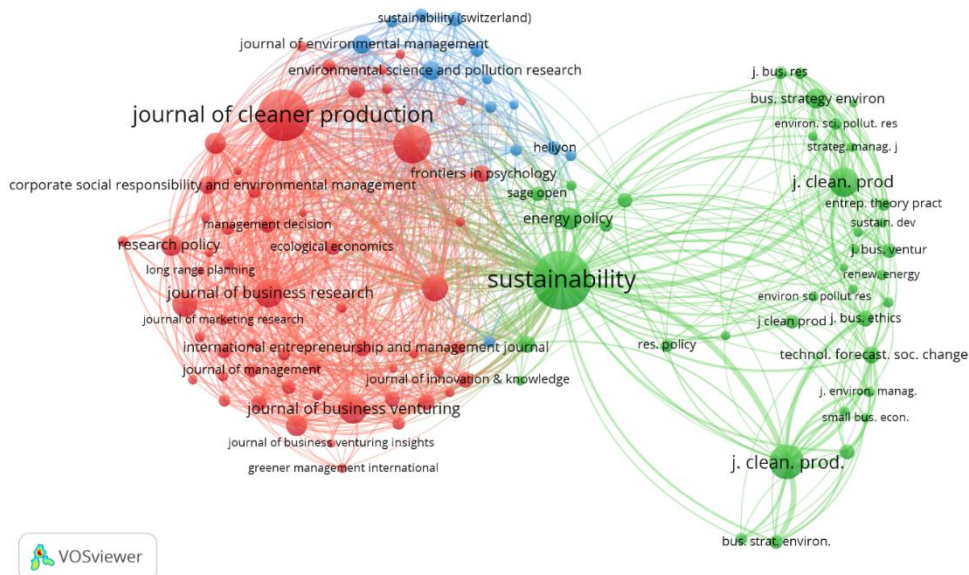 sustainability (switzerland)
journal of environmental management
environmental science and pollution research
journal of cleaner production
heliyon
frontiers in psychology
corporate social responsibility and environmental management
sage open
management decision
energy policy
research policy
ecological economics
long range planning
sustainability
journal of business research
journal of marketing research
international entrepreneurship and management journal
journal of management
journal of innovation & knowledge
journal of business venturing
journal of business venturing insights
greener management international
j. bus. res
bus. strategy environ
environ. sci. pollut. res
strateg. manag. j
j. clean. prod
entrep. theory pract
sustain. dev
j. bus. ventur
renew. energy
environ sci pollut res
j clean prod
j. bus. ethics
res. policy
technol. forecast. soc. change
j. environ. manag.
small bus. econ.
j. clean. prod.
bus. strat. environ.
VOSviewer